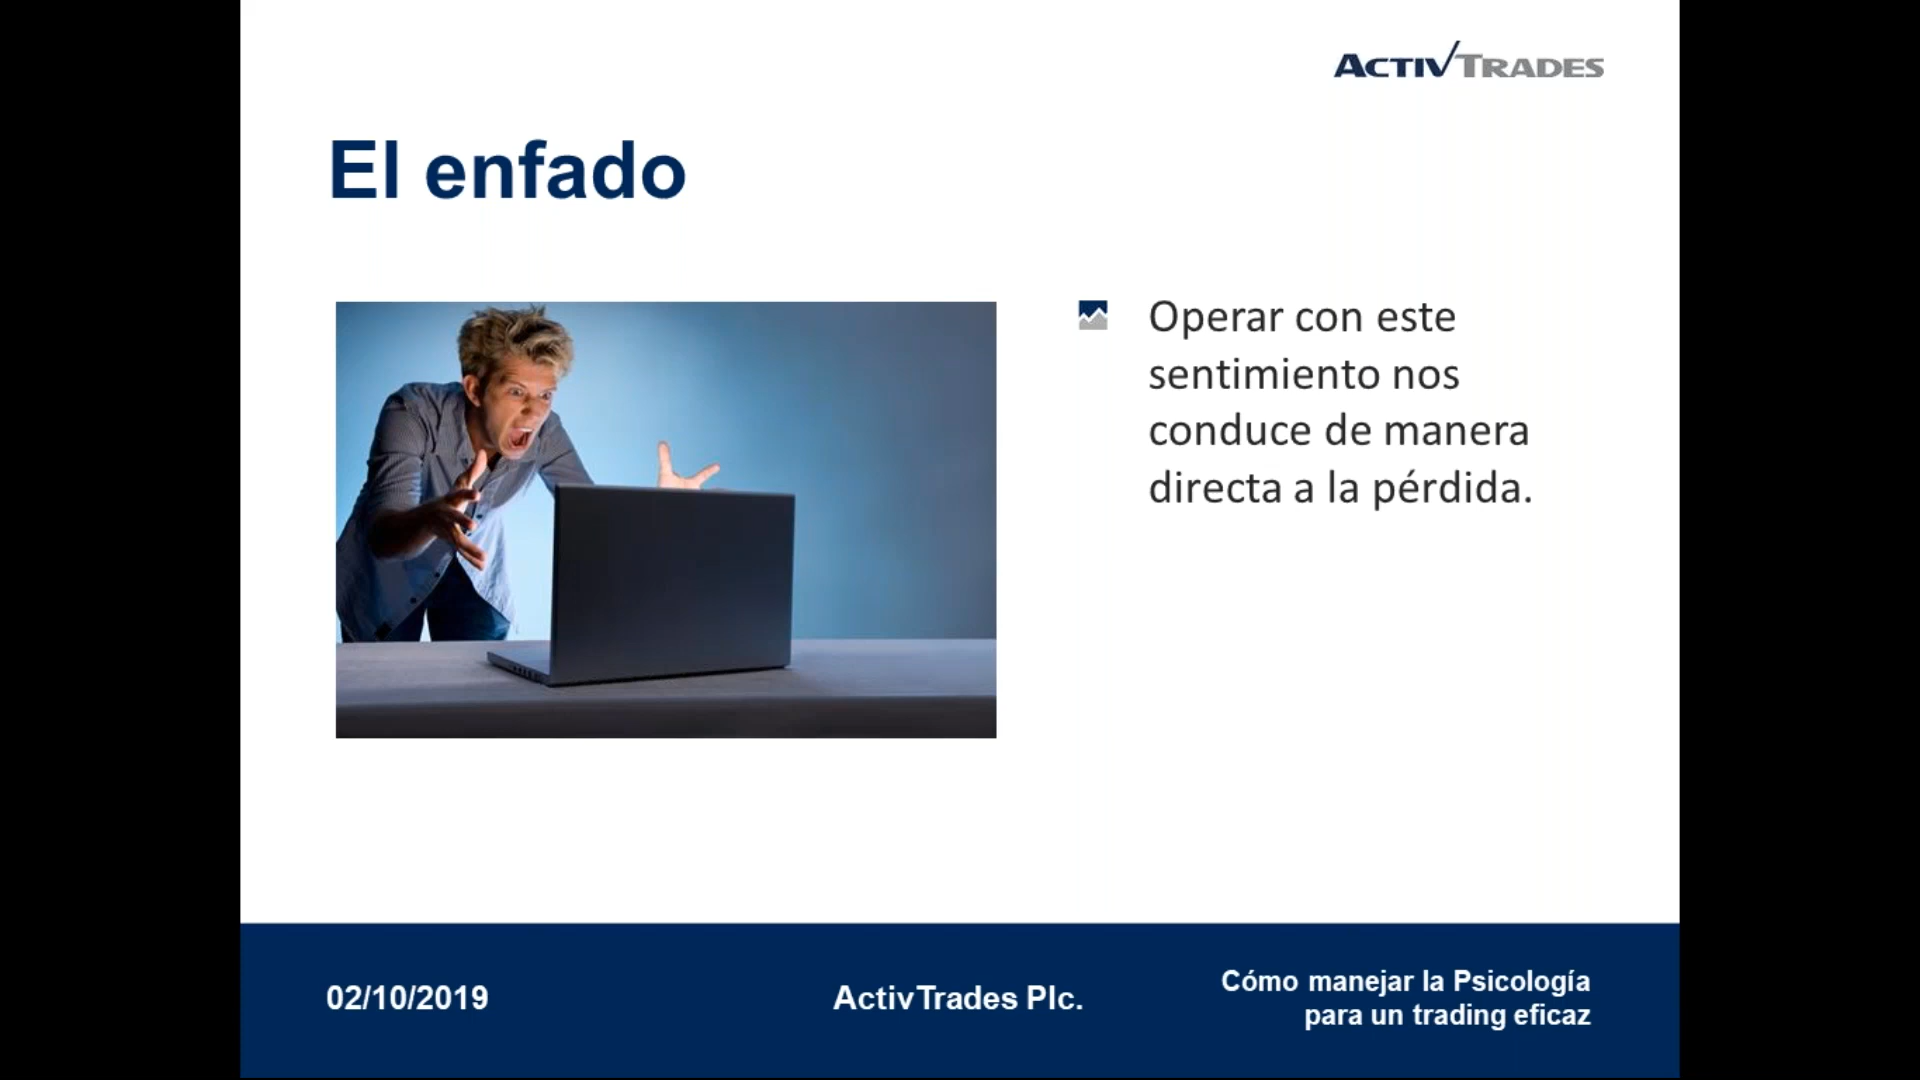 ACTIVTRADES
El enfado
Operar con este
sentimiento nos
conduce de manera
directa a la pérdida.
02/10/2019
ActivTrades Plc.
Cómo manejar la Psicología
para un trading eficaz